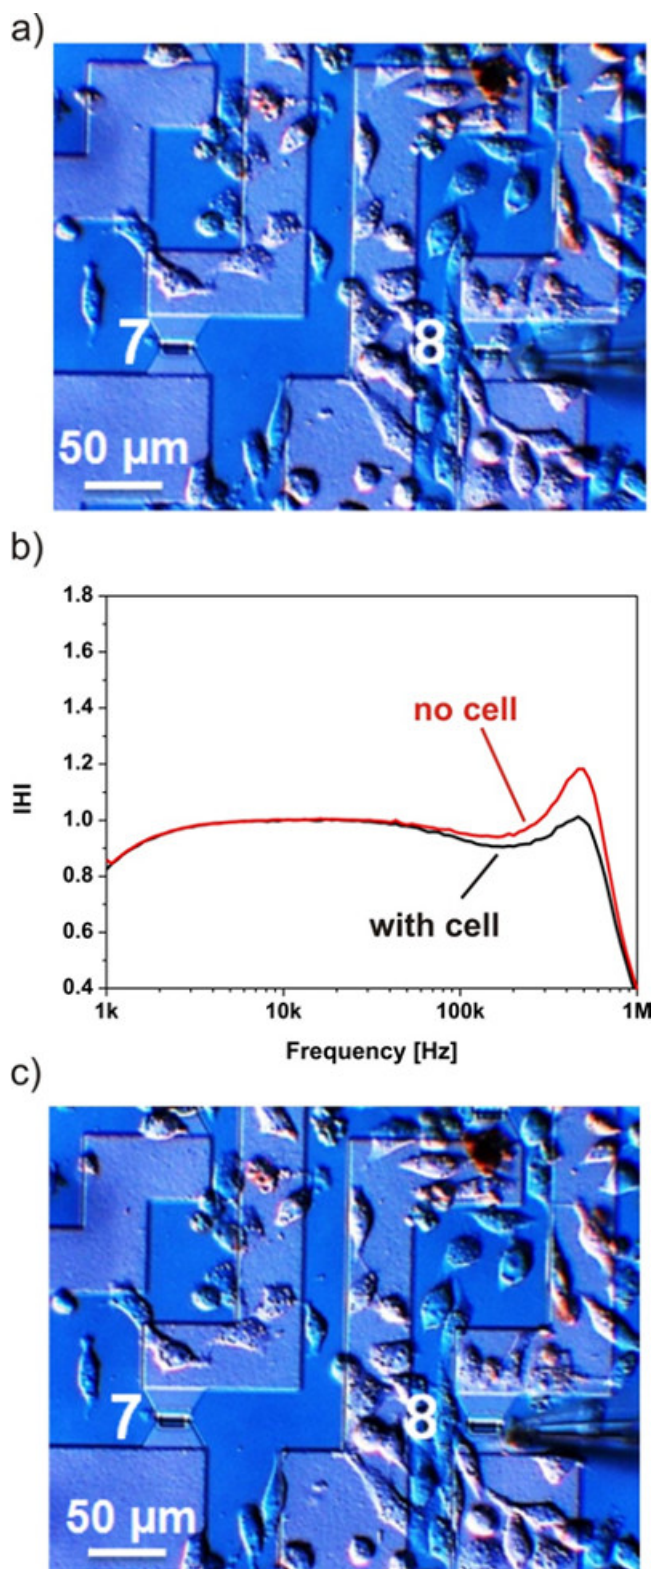 a)
7
8
50 µm
b)
1.8
1.6
1.4
1.2
1.0
0.8
0.6
0.4
IHI
no cell
with cell
1k
10k
100k
1M
Frequency [Hz]
c)
7
8
50 µm